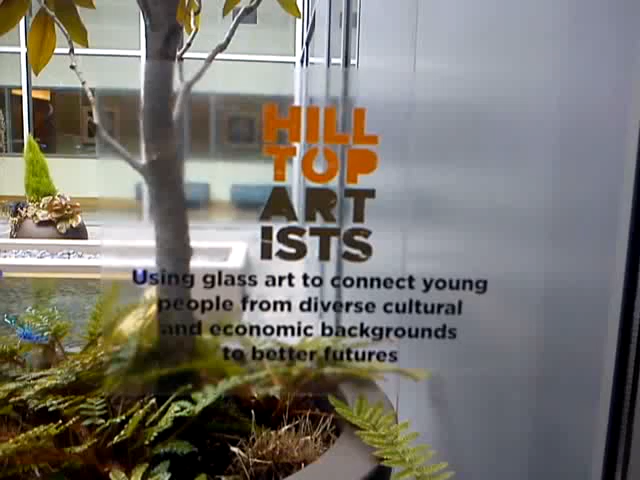 HILL
TOP
ART
ISTS
Using glass art to connect young
people from diverse cultural
and economic backgrounds
to better futures